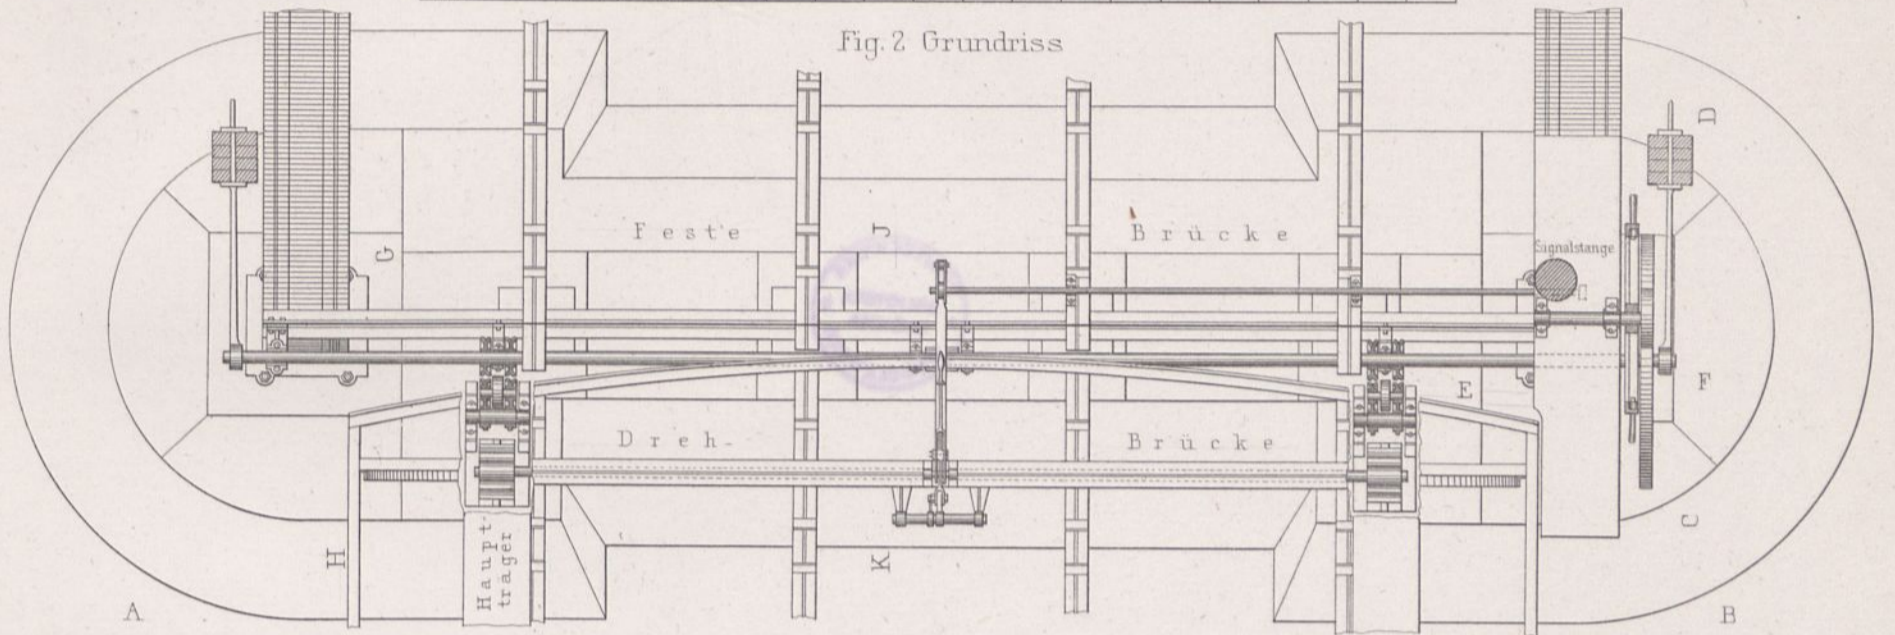 Fig. 2 Grundriss
D
Feste
J
Brücke
G
Signalstange
F
E
Dreh-
Brücke
C
H
Haupt-
träger
K
A
B